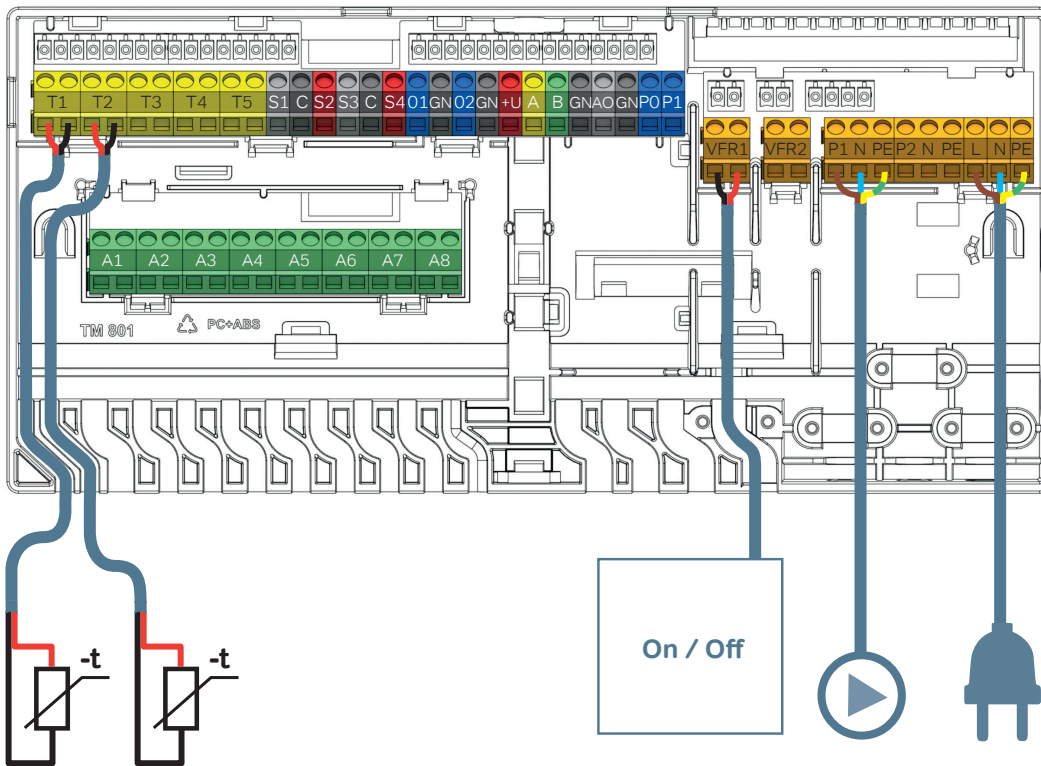 T1 T2 T3 T4 T5 S1 C S2 S3 C S4 01 GN 02 GN +U A B GN AO GN P0 P1
VFR1 VFR2 P1 N PE P2 N PE L N PE
A1 A2 A3 A4 A5 A6 A7 A8
TM 801 PC+ABS
On / Off
-t -t